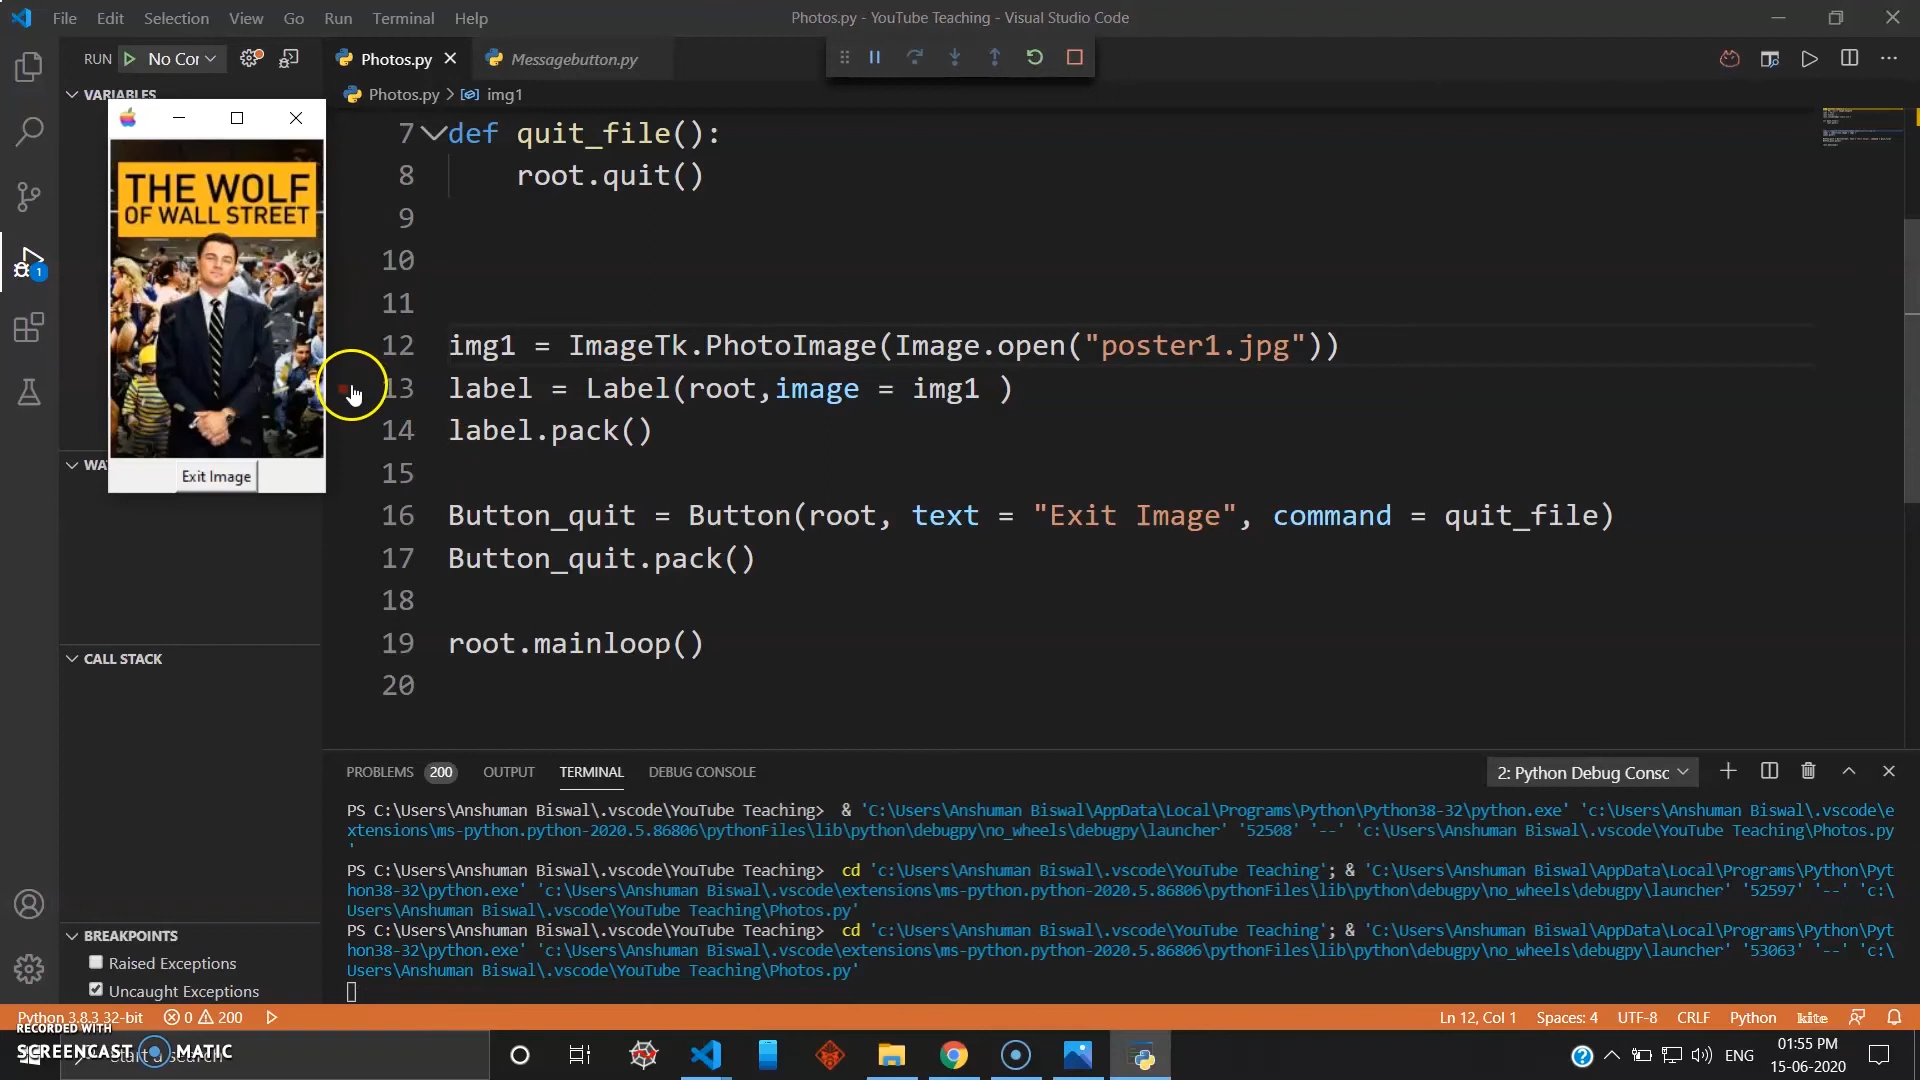 File Edit Selection View Go Run Terminal Help
Photos.py - YouTube Teaching - Visual Studio Code
RUN No Cor
Photos.py
Messagebutton.py
Photos.py > img1
VARIABLES
THE WOLF
OF WALL STREET
Exit Image
WA
CALL STACK
BREAKPOINTS
Raised Exceptions
Uncaught Exceptions
1
7 def quit_file():
8 root.quit()
9
10
11
12 img1 = ImageTk.PhotoImage(Image.open("poster1.jpg"))
13 label = Label(root,image = img1 )
14 label.pack()
15
16 Button_quit = Button(root, text = "Exit Image", command = quit_file)
17 Button_quit.pack()
18
19 root.mainloop()
20
PROBLEMS 200 OUTPUT TERMINAL DEBUG CONSOLE
2: Python Debug Consc
PS C:\Users\Anshuman Biswal\.vscode\YouTube Teaching> & 'C:\Users\Anshuman Biswal\AppData\Local\Programs\Python\Python38-32\python.exe' 'c:\Users\Anshuman Biswal\.vscode\e
xtensions\ms-python.python-2020.5.86806\pythonFiles\lib\python\debugpy\no_wheels\debugpy\launcher' '52508' '--' 'c:\Users\Anshuman Biswal\.vscode\YouTube Teaching\Photos.py
'
PS C:\Users\Anshuman Biswal\.vscode\YouTube Teaching> cd 'c:\Users\Anshuman Biswal\.vscode\YouTube Teaching'; & 'C:\Users\Anshuman Biswal\AppData\Local\Programs\Python\Pyt
hon38-32\python.exe' 'c:\Users\Anshuman Biswal\.vscode\extensions\ms-python.python-2020.5.86806\pythonFiles\lib\python\debugpy\no_wheels\debugpy\launcher' '52597' '--' 'c:\
Users\Anshuman Biswal\.vscode\YouTube Teaching\Photos.py'
PS C:\Users\Anshuman Biswal\.vscode\YouTube Teaching> cd 'c:\Users\Anshuman Biswal\.vscode\YouTube Teaching'; & 'C:\Users\Anshuman Biswal\AppData\Local\Programs\Python\Pyt
hon38-32\python.exe' 'c:\Users\Anshuman Biswal\.vscode\extensions\ms-python.python-2020.5.86806\pythonFiles\lib\python\debugpy\no_wheels\debugpy\launcher' '53063' '--' 'c:\
Users\Anshuman Biswal\.vscode\YouTube Teaching\Photos.py'
Python 3.8.3 32-bit 0 200
Ln 12, Col 1 Spaces: 4 UTF-8 CRLF Python kite
RECORDED WITH
SCREENCAST MATIC
ENG
01:55 PM
15-06-2020